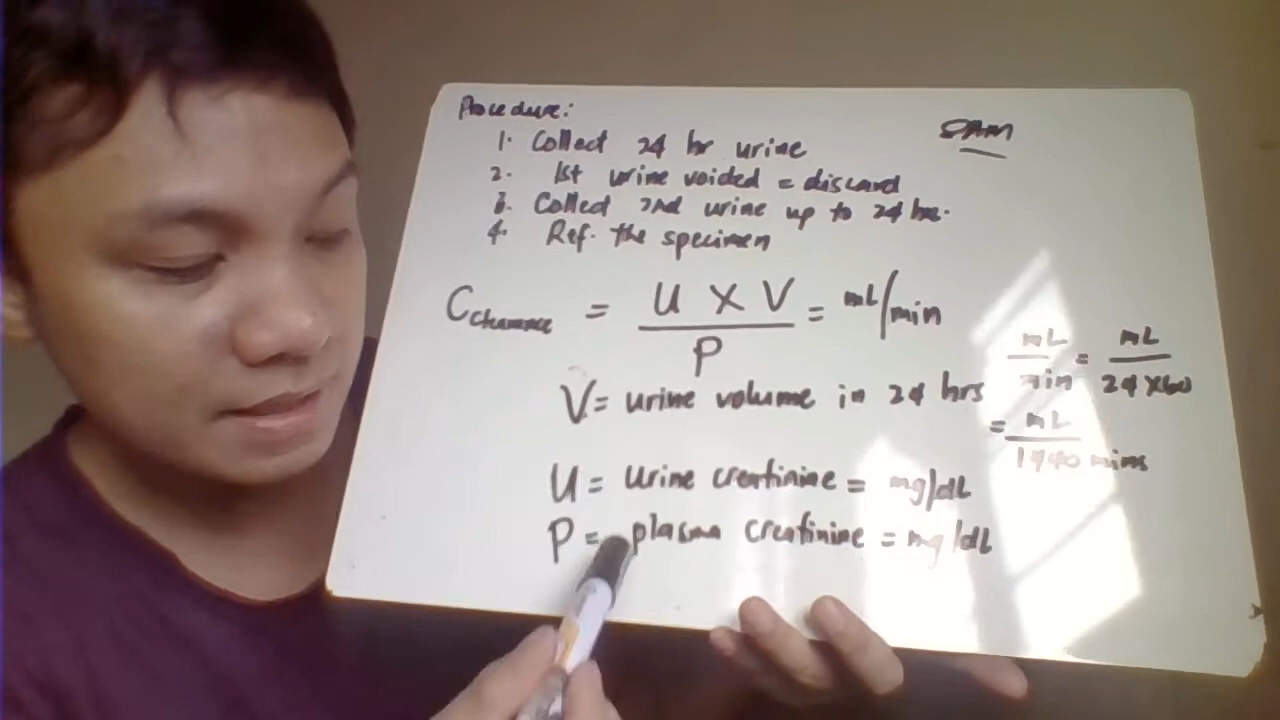 Procedure:
8AM
1. Collect 24 hr urine
2. 1st urine voided = discard
3. Collect 2nd urine up to 24 hrs.
4. Ref. the specimen
C clearance = U X V / P = mL/min
mL/min = mL/24 x 60
V = urine volume in 24 hrs
= mL/1440 mins
U = urine creatinine = mg/dL
P = plasma creatinine = mg/dL